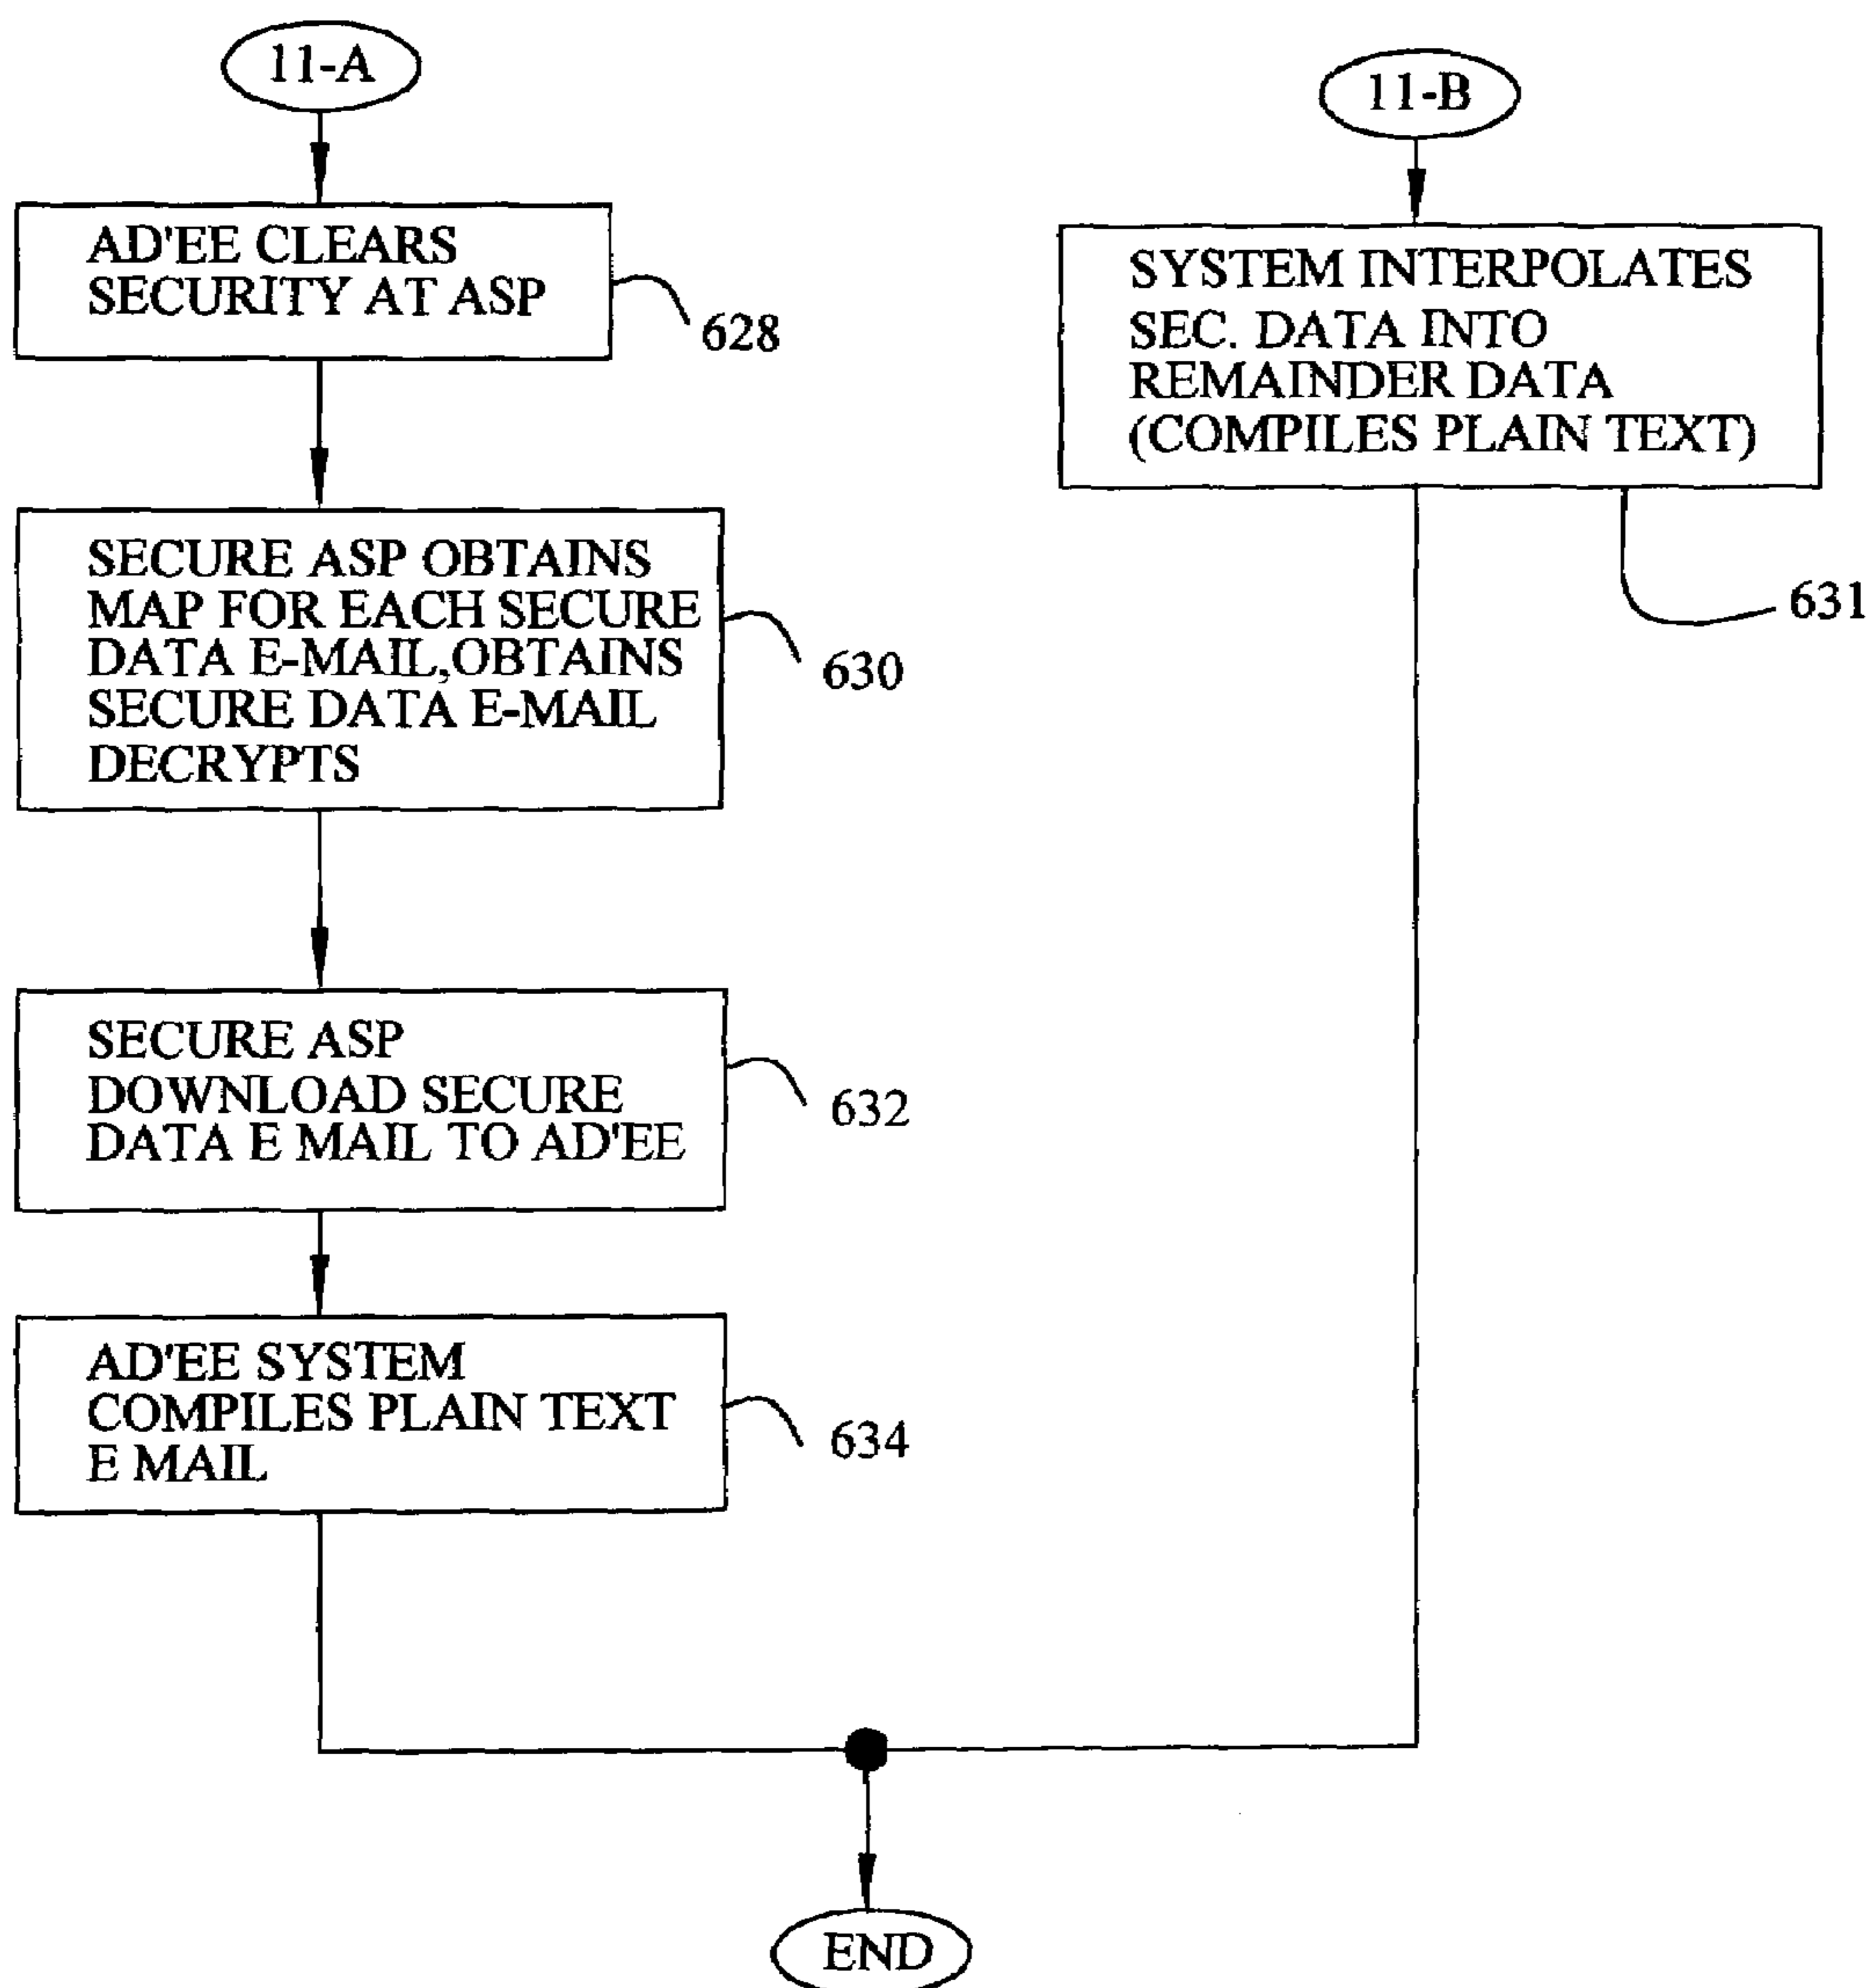 11-A
AD'EE CLEARS
SECURITY AT ASP
628
SECURE ASP OBTAINS
MAP FOR EACH SECURE
DATA E-MAIL,OBTAINS
SECURE DATA E-MAIL
DECRYPTS
630
SECURE ASP
DOWNLOAD SECURE
DATA E MAIL TO AD'EE
632
AD'EE SYSTEM
COMPILES PLAIN TEXT
E MAIL
634
11-B
SYSTEM INTERPOLATES
SEC. DATA INTO
REMAINDER DATA
(COMPILES PLAIN TEXT)
631
END